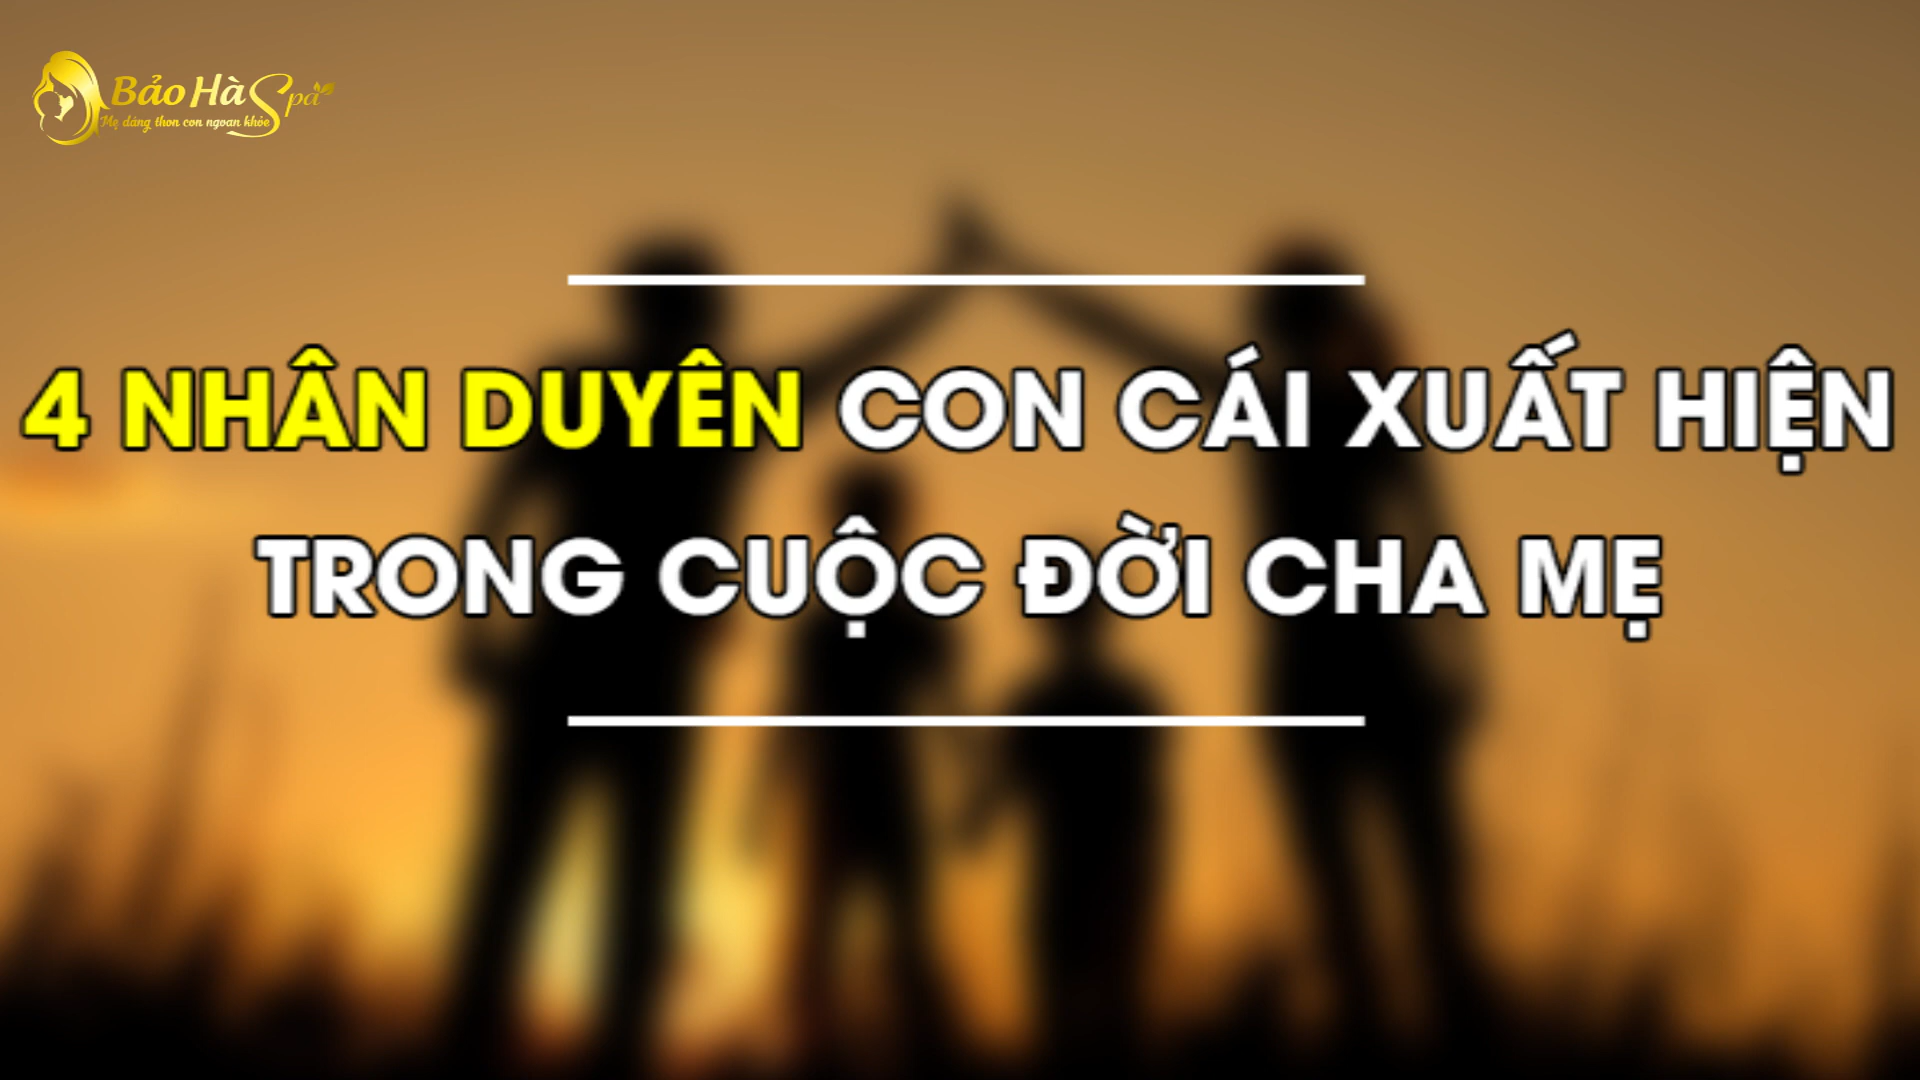 Bảo Hà Spa
Mẹ dáng thon con ngoan khỏe
4 NHÂN DUYÊN CON CÁI XUẤT HIỆN
TRONG CUỘC ĐỜI CHA MẸ